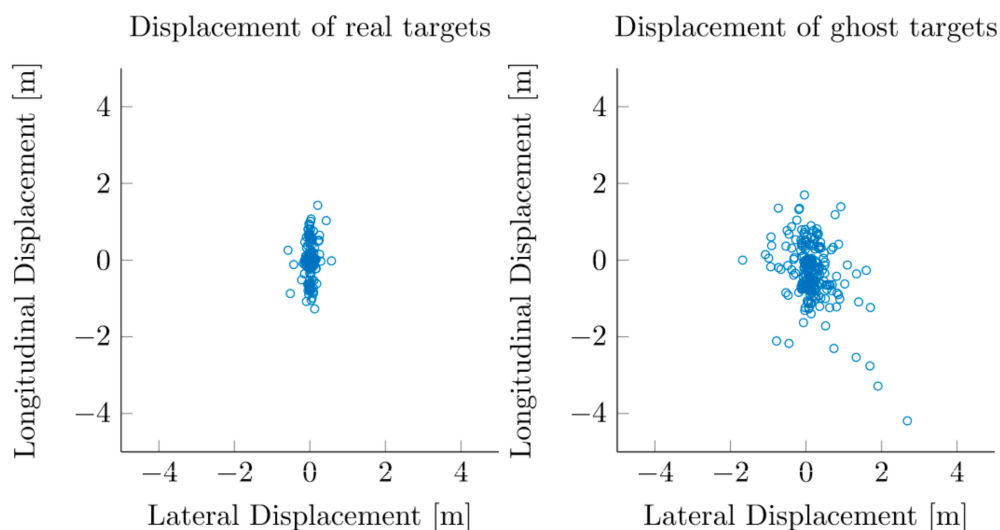 Displacement of real targets
Longitudinal Displacement [m]
4
2
0
−2
−4
−4 −2 0 2 4
Lateral Displacement [m]
Displacement of ghost targets
Longitudinal Displacement [m]
4
2
0
−2
−4
−4 −2 0 2 4
Lateral Displacement [m]